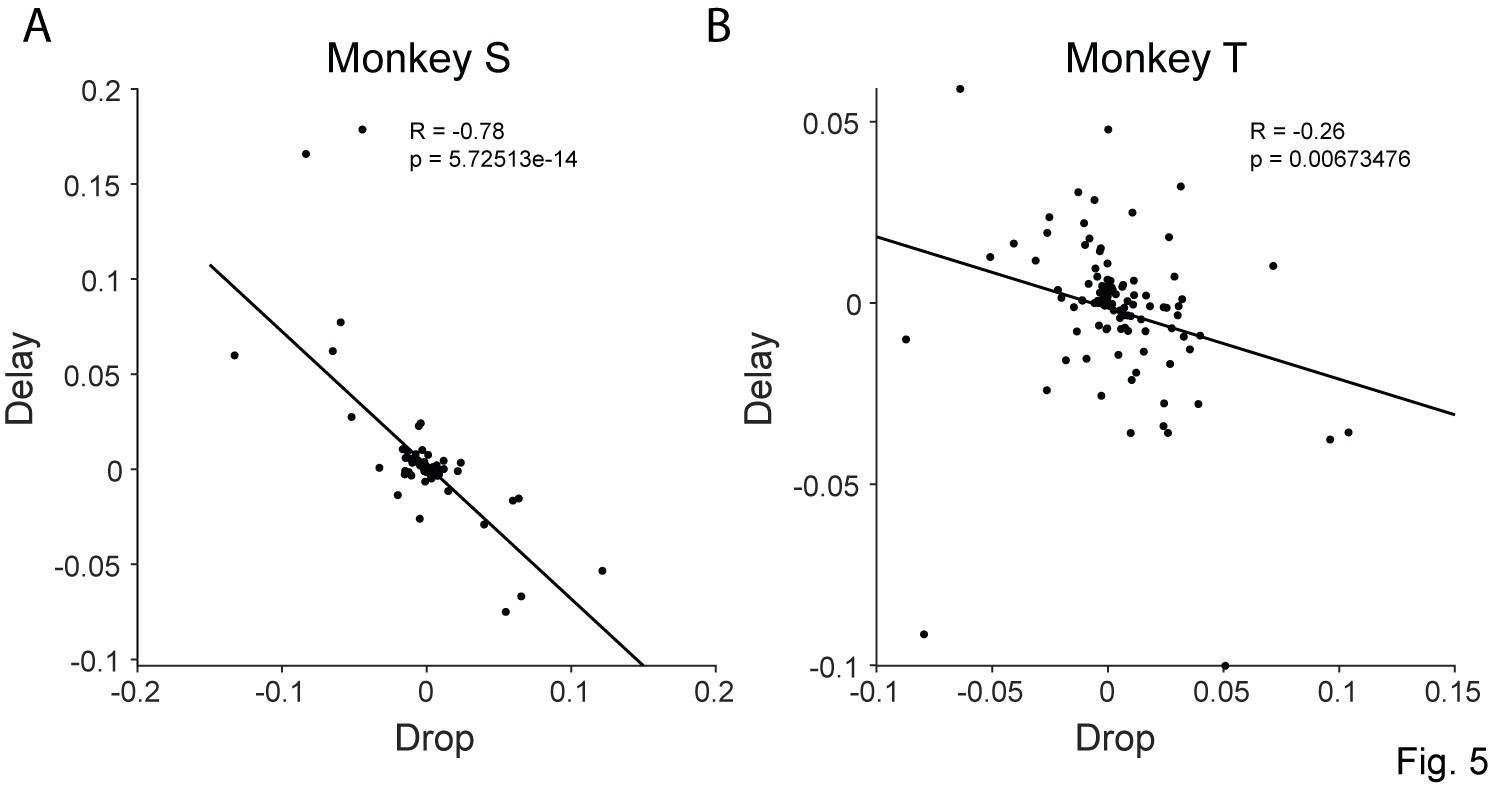 A
Monkey S
R = -0.78
p = 5.72513e-14
0.2
0.15
0.1
0.05
0
-0.05
-0.1
Delay
-0.2
-0.1
0
0.1
0.2
Drop
B
Monkey T
R = -0.26
p = 0.00673476
0.05
0
-0.05
-0.1
Delay
-0.1
-0.05
0
0.05
0.1
0.15
Drop
Fig. 5